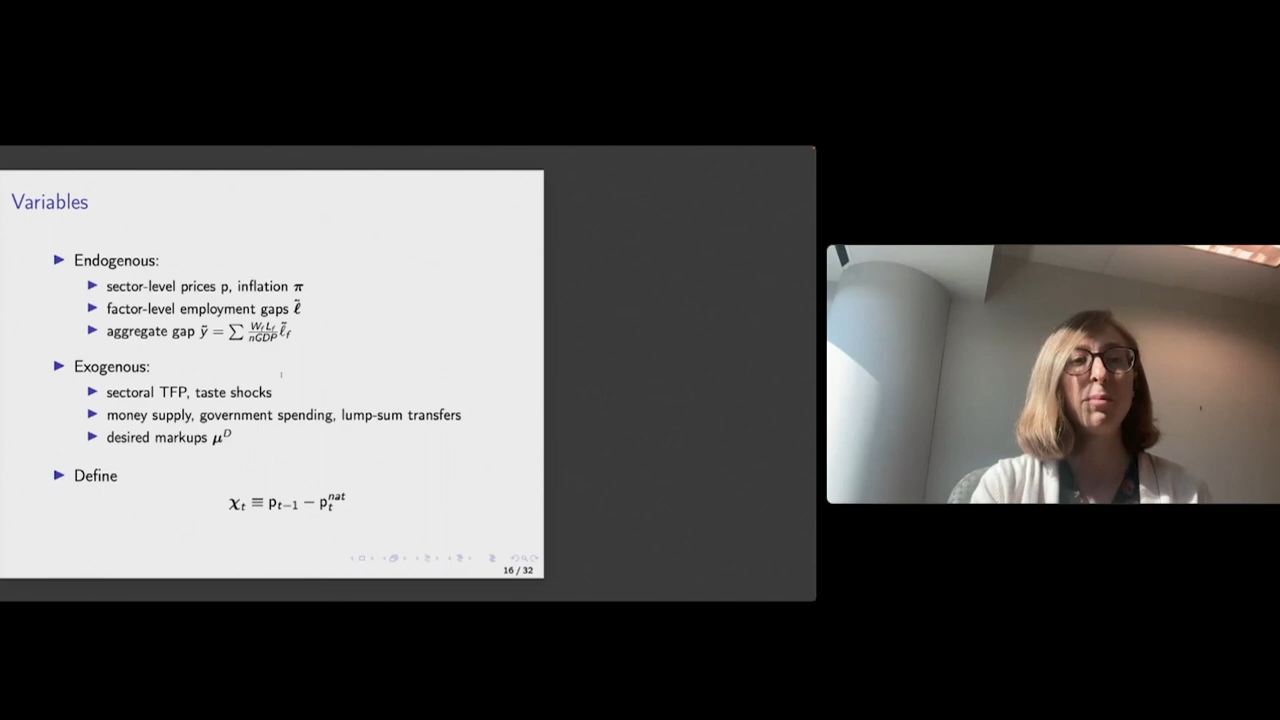 Variables
▶ Endogenous:
▶ sector-level prices p, inflation π
▶ factor-level employment gaps ℓ̃
▶ aggregate gap ỹ = ∑ W_f L_f / nGDP ℓ̃_f
▶ Exogenous:
▶ sectoral TFP, taste shocks
▶ money supply, government spending, lump-sum transfers
▶ desired markups μ^D
▶ Define
χ_t ≡ p_{t−1} − p_t^{nat}
16 / 32